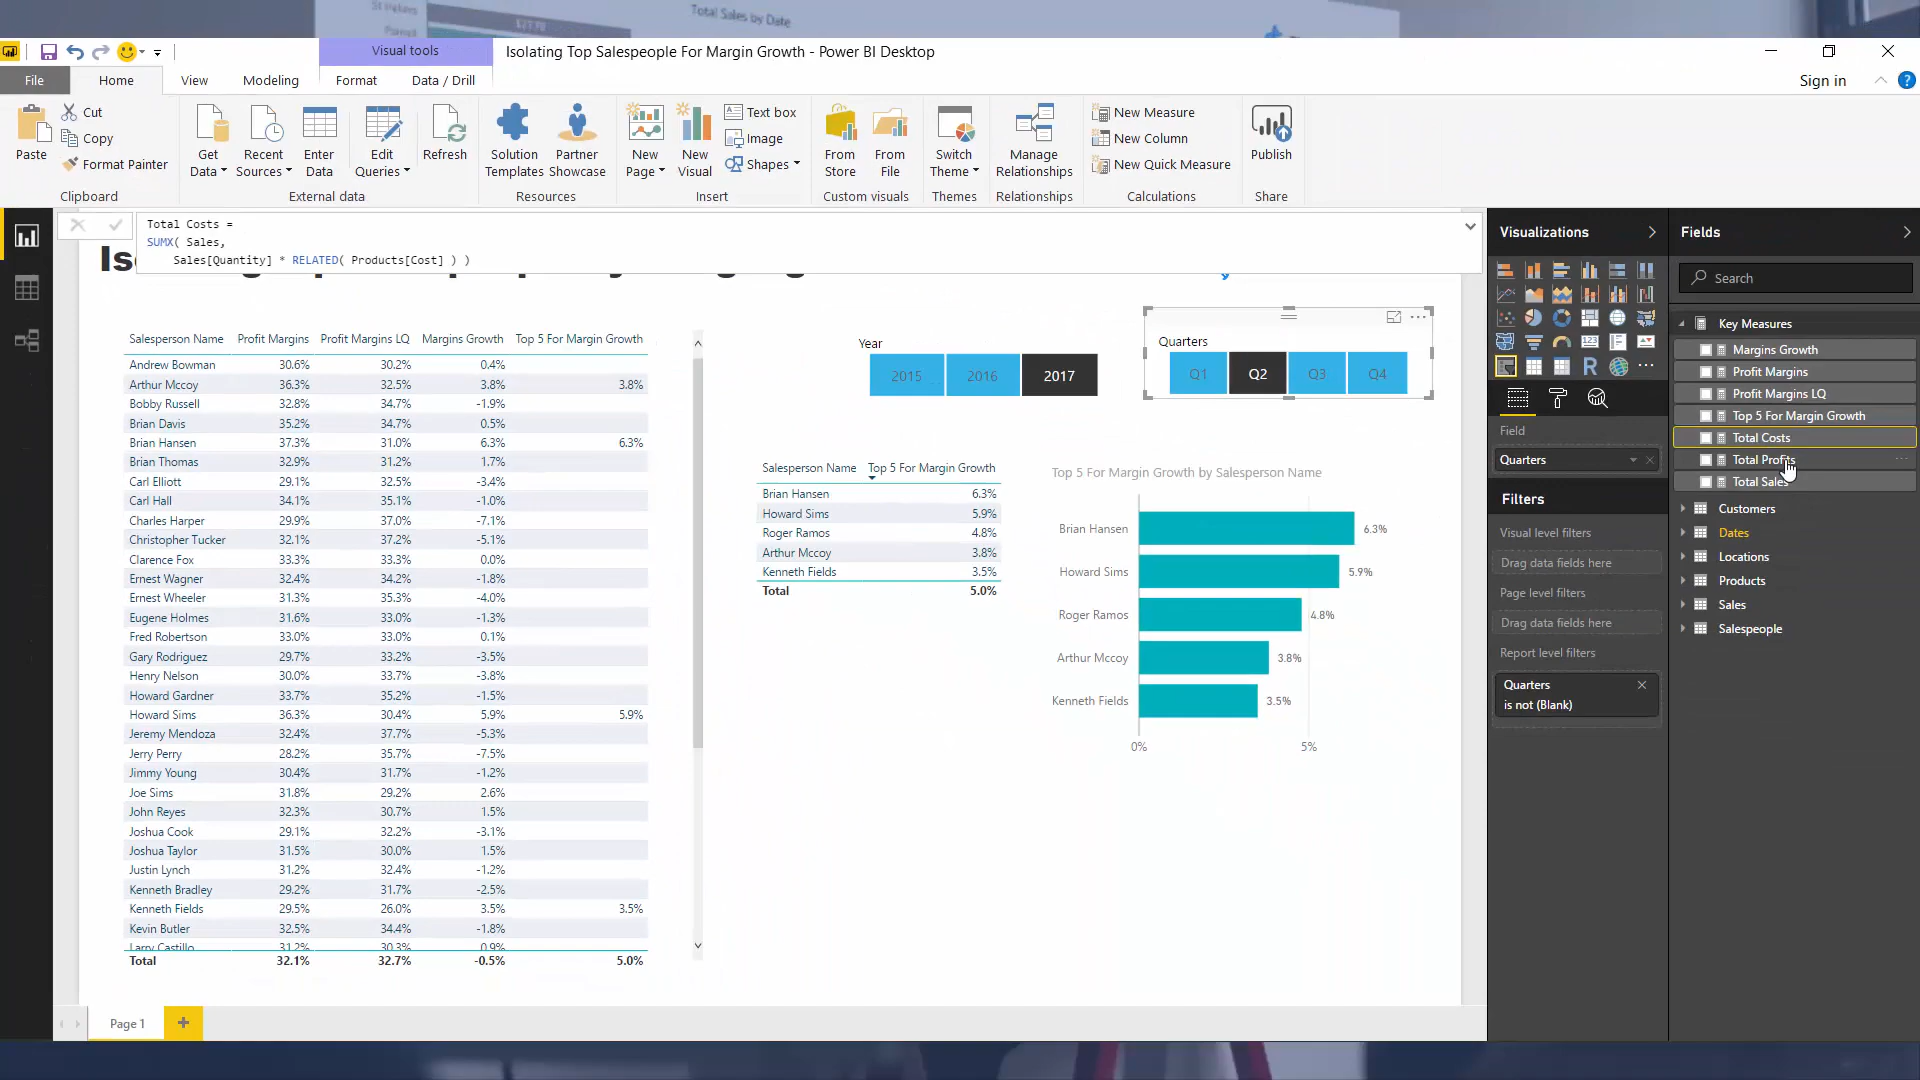 Total Sales by Date
Visual tools
Isolating Top Salespeople For Margin Growth - Power BI Desktop
File
Home
View
Modeling
Format
Data / Drill
Sign in
Paste
Cut
Copy
Format Painter
Clipboard
Get Data
Recent Sources
Enter Data
Edit Queries
Refresh
External data
Solution Templates
Partner Showcase
Resources
New Page
New Visual
Text box
Image
Shapes
Insert
From Store
From File
Custom visuals
Switch Theme
Themes
Manage Relationships
Relationships
New Measure
New Column
New Quick Measure
Calculations
Publish
Share
Total Costs =
SUMX( Sales,
Sales[Quantity] * RELATED( Products[Cost] ) )
Salesperson Name Profit Margins Profit Margins LQ Margins Growth Top 5 For Margin Growth
Andrew Bowman 30.6% 30.2% 0.4%
Arthur Mccoy 36.3% 32.5% 3.8% 3.8%
Bobby Russell 32.8% 34.7% -1.9%
Brian Davis 35.2% 34.7% 0.5%
Brian Hansen 37.3% 31.0% 6.3% 6.3%
Brian Thomas 32.9% 31.2% 1.7%
Carl Elliott 29.1% 32.5% -3.4%
Carl Hall 34.1% 35.1% -1.0%
Charles Harper 29.9% 37.0% -7.1%
Christopher Tucker 32.1% 37.2% -5.1%
Clarence Fox 33.3% 33.3% 0.0%
Ernest Wagner 32.4% 34.2% -1.8%
Ernest Wheeler 31.3% 35.3% -4.0%
Eugene Holmes 31.6% 33.0% -1.3%
Fred Robertson 33.0% 33.0% 0.1%
Gary Rodriguez 29.7% 33.2% -3.5%
Henry Nelson 30.0% 33.7% -3.8%
Howard Gardner 33.7% 35.2% -1.5%
Howard Sims 36.3% 30.4% 5.9% 5.9%
Jeremy Mendoza 32.4% 37.7% -5.3%
Jerry Perry 28.2% 35.7% -7.5%
Jimmy Young 30.4% 31.7% -1.2%
Joe Sims 31.8% 29.2% 2.6%
John Reyes 32.3% 30.7% 1.5%
Joshua Cook 29.1% 32.2% -3.1%
Joshua Taylor 31.5% 30.0% 1.5%
Justin Lynch 31.2% 32.4% -1.2%
Kenneth Bradley 29.2% 31.7% -2.5%
Kenneth Fields 29.5% 26.0% 3.5% 3.5%
Kevin Butler 32.5% 34.4% -1.8%
Larry Castillo 31.2% 30.3% 0.9%
Total 32.1% 32.7% -0.5% 5.0%
Year
2015 2016 2017
Quarters
Q1 Q2 Q3 Q4
Salesperson Name Top 5 For Margin Growth
Brian Hansen 6.3%
Howard Sims 5.9%
Roger Ramos 4.8%
Arthur Mccoy 3.8%
Kenneth Fields 3.5%
Total 5.0%
Top 5 For Margin Growth by Salesperson Name
Brian Hansen 6.3%
Howard Sims 5.9%
Roger Ramos 4.8%
Arthur Mccoy 3.8%
Kenneth Fields 3.5%
0% 5%
Page 1
Visualizations
R
Field
Quarters
Filters
Visual level filters
Drag data fields here
Page level filters
Drag data fields here
Report level filters
Quarters
is not (Blank)
Fields
Search
Key Measures
Margins Growth
Profit Margins
Profit Margins LQ
Top 5 For Margin Growth
Total Costs
Total Profits
Total Sales
Customers
Dates
Locations
Products
Sales
Salespeople